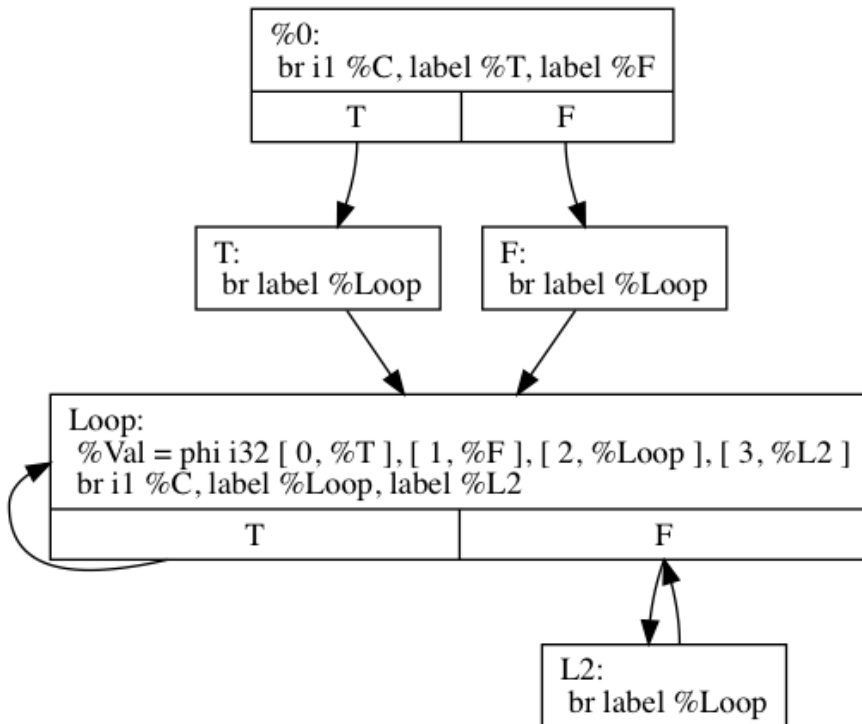 %0:
br i1 %C, label %T, label %F
T
F
T:
br label %Loop
F:
br label %Loop
Loop:
%Val = phi i32 [ 0, %T ], [ 1, %F ], [ 2, %Loop ], [ 3, %L2 ]
br i1 %C, label %Loop, label %L2
T
F
L2:
br label %Loop